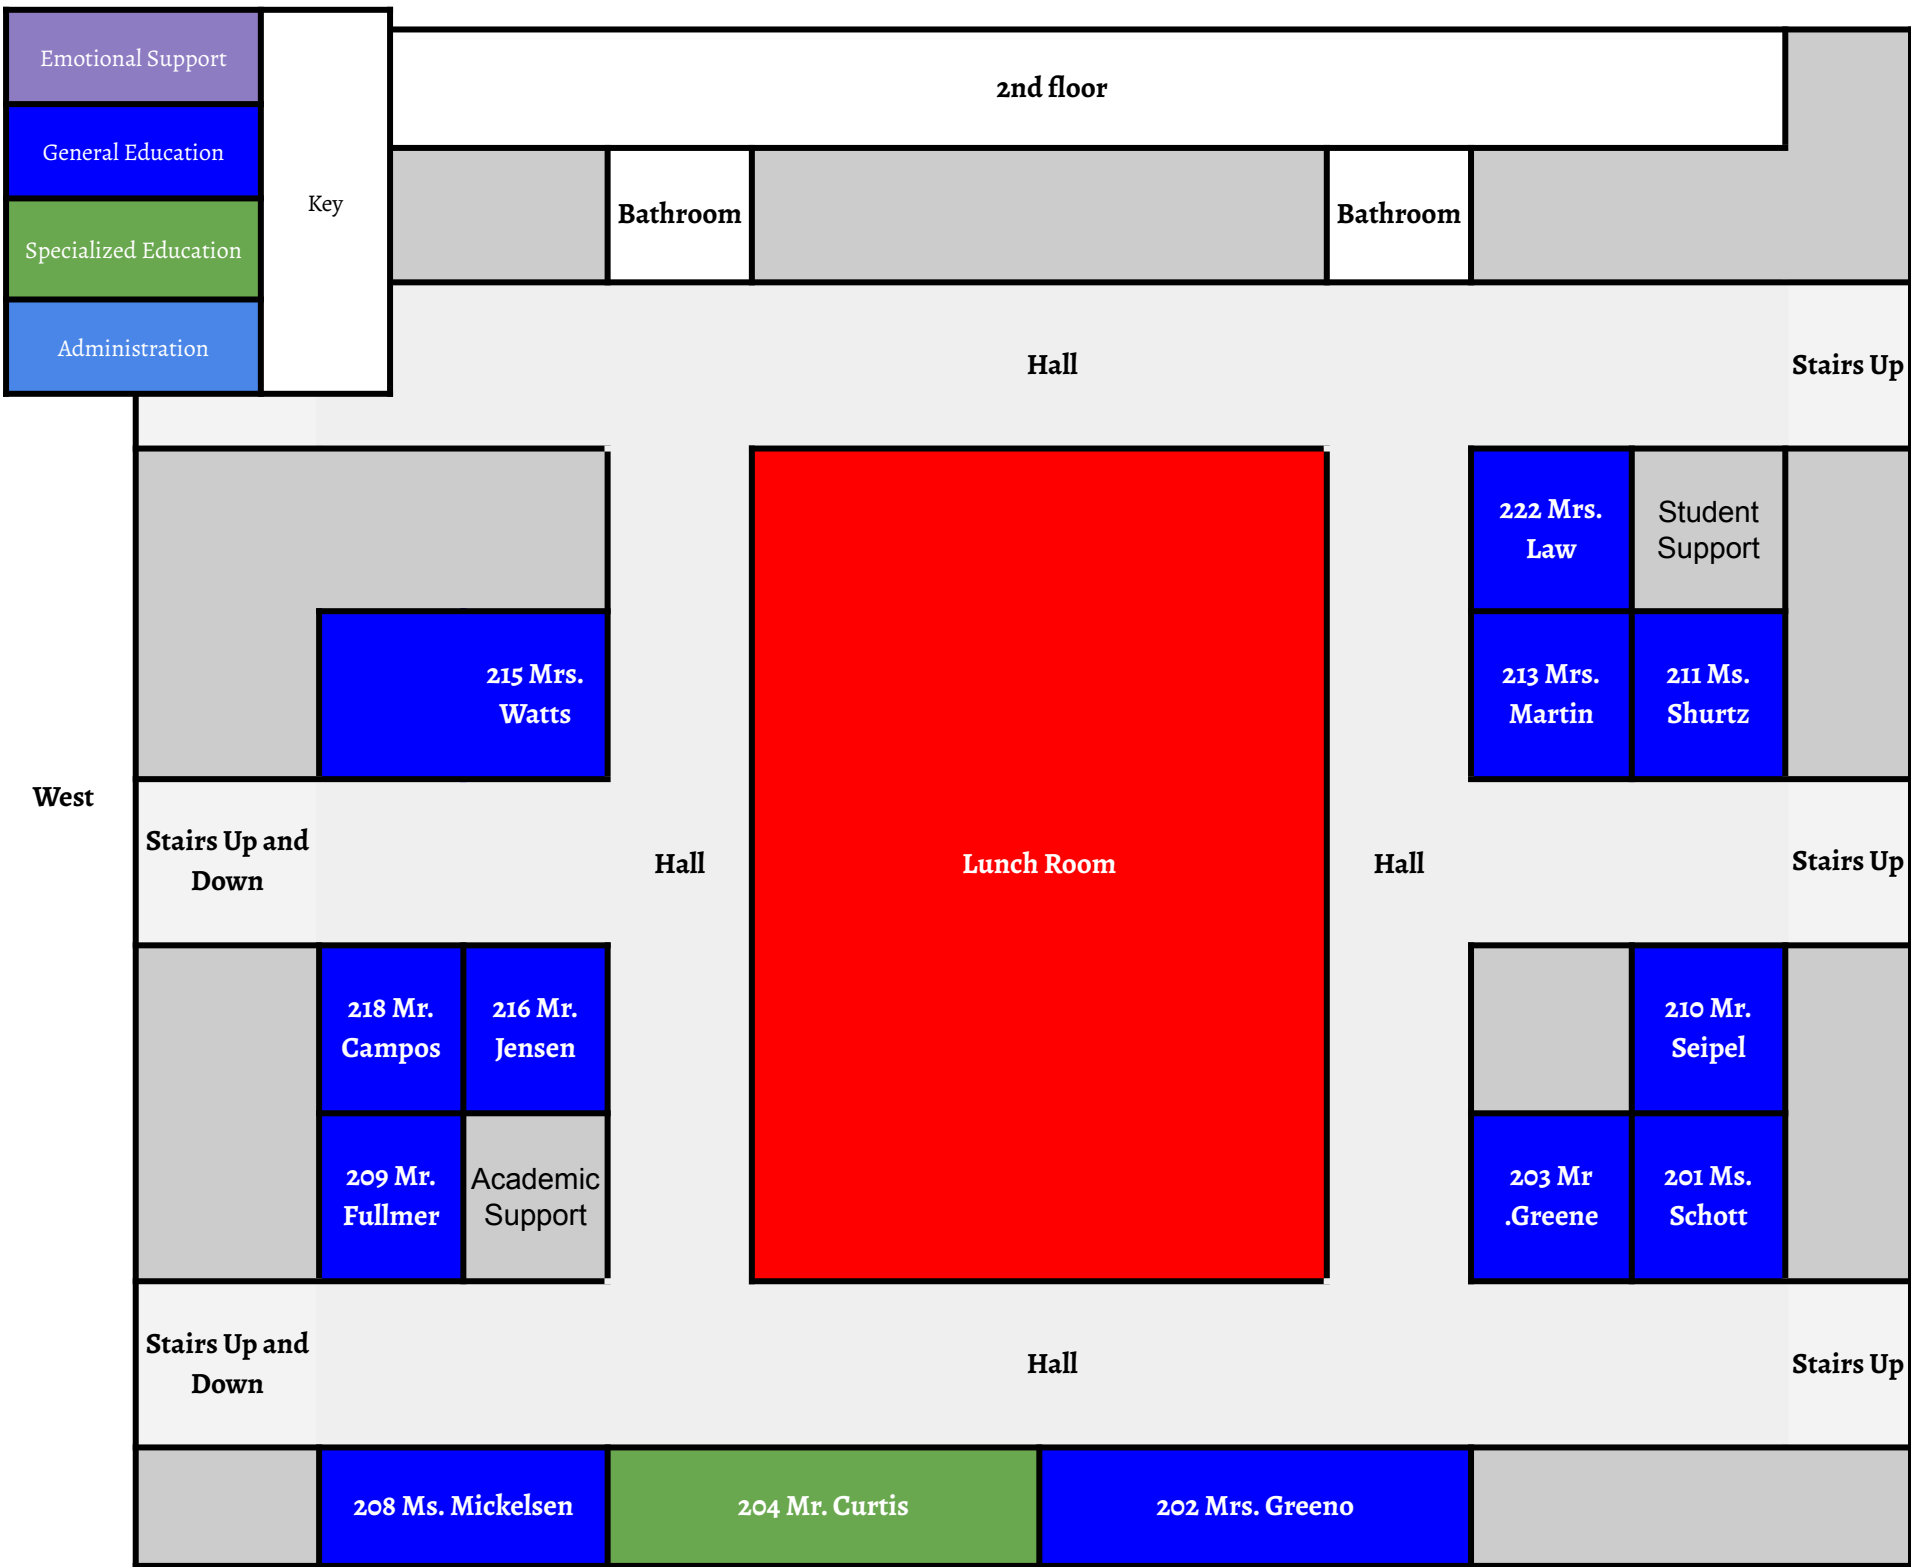 Emotional Support
General Education
Specialized Education
Administration
Key
2nd floor
Bathroom
Bathroom
Hall
Stairs Up
222 Mrs.
Law
Student
Support
215 Mrs.
Watts
213 Mrs.
Martin
211 Ms.
Shurtz
West
Stairs Up and
Down
Hall
Lunch Room
Hall
Stairs Up
218 Mr.
Campos
216 Mr.
Jensen
210 Mr.
Seipel
209 Mr.
Fullmer
Academic
Support
203 Mr
.Greene
201 Ms.
Schott
Stairs Up and
Down
Hall
Stairs Up
208 Ms. Mickelsen
204 Mr. Curtis
202 Mrs. Greeno